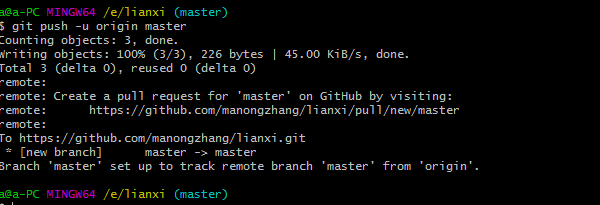 a@a-PC MINGW64 /e/lianxi (master)
$ git push -u origin master
Counting objects: 3, done.
Writing objects: 100% (3/3), 226 bytes | 45.00 KiB/s, done.
Total 3 (delta 0), reused 0 (delta 0)
remote:
remote: Create a pull request for 'master' on GitHub by visiting:
remote:      https://github.com/manongzhang/lianxi/pull/new/master
remote:
To https://github.com/manongzhang/lianxi.git
 * [new branch]      master -> master
Branch 'master' set up to track remote branch 'master' from 'origin'.
a@a-PC MINGW64 /e/lianxi (master)